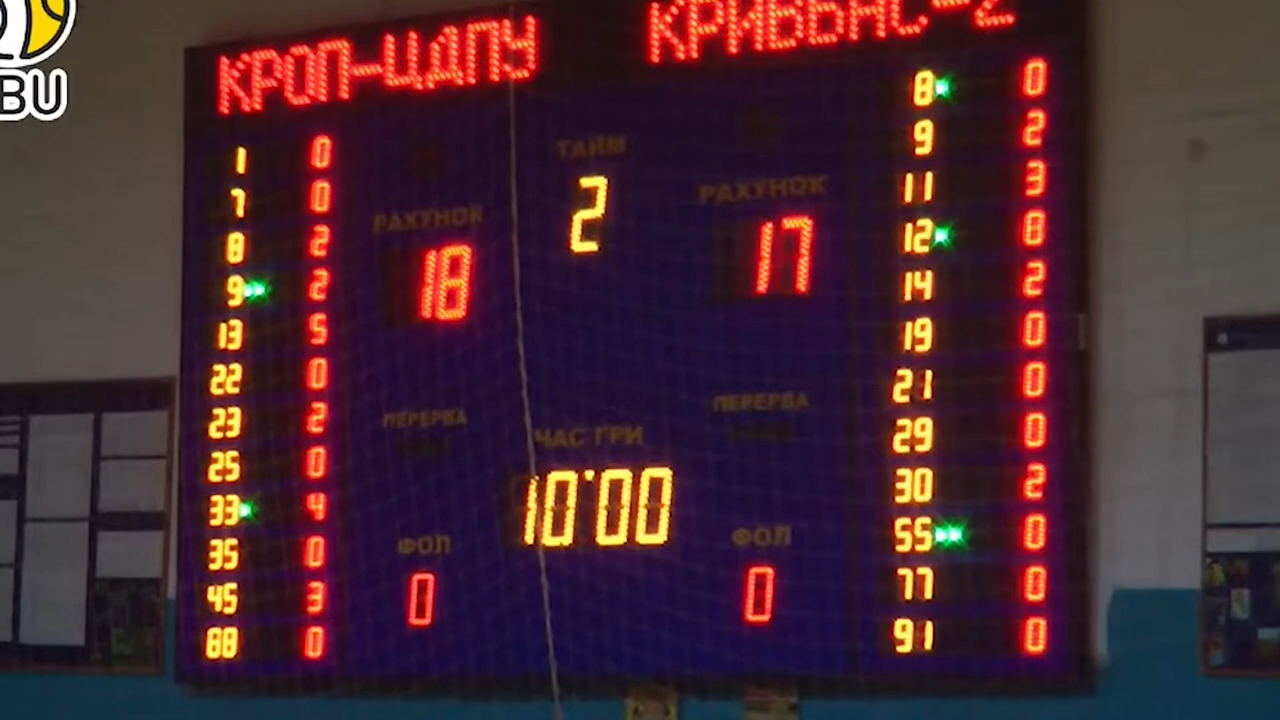 BU
КРОП-ЦДПУ
КРИВБАС-2
ТАЙМ
2
РАХУНОК
18
РАХУНОК
17
ПЕРЕРВА
ПЕРЕРВА
ЧАС ГРИ
10:00
ФОЛ
0
ФОЛ
0
1 0
7 0
8 2
9 2
13 5
22 0
23 2
25 0
33 4
35 0
45 3
88 0
8 0
9 2
11 3
12 8
14 2
19 0
21 0
29 0
30 2
55 0
77 0
91 0